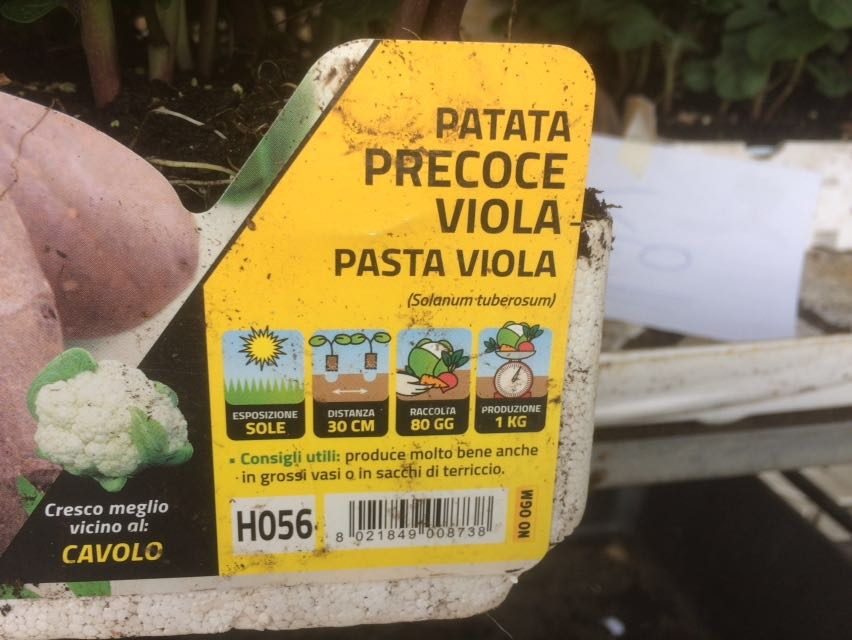 PATATA
PRECOCE
VIOLA
PASTA VIOLA
(Solanum tuberosum)
ESPOSIZIONE
SOLE
DISTANZA
30 CM
RACCOLTA
80 GG
PRODUZIONE
1 KG
• Consigli utili: produce molto bene anche
in grossi vasi o in sacchi di terriccio.
Cresco meglio
vicino al:
CAVOLO
H056
8 021849 008738
NO OGM